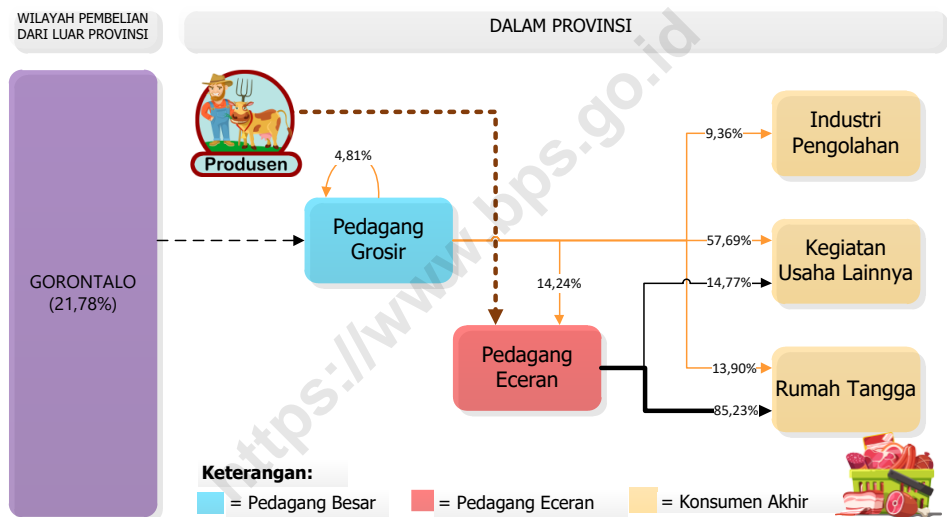 WILAYAH PEMBELIAN
DARI LUAR PROVINSI
DALAM PROVINSI
GORONTALO
(21,78%)
Produsen
4,81%
Pedagang
Grosir
14,24%
Pedagang
Eceran
9,36%
Industri
Pengolahan
57,69%
14,77%
Kegiatan
Usaha Lainnya
13,90%
85,23%
Rumah Tangga
Keterangan:
= Pedagang Besar
= Pedagang Eceran
= Konsumen Akhir
https://www.bps.go.id